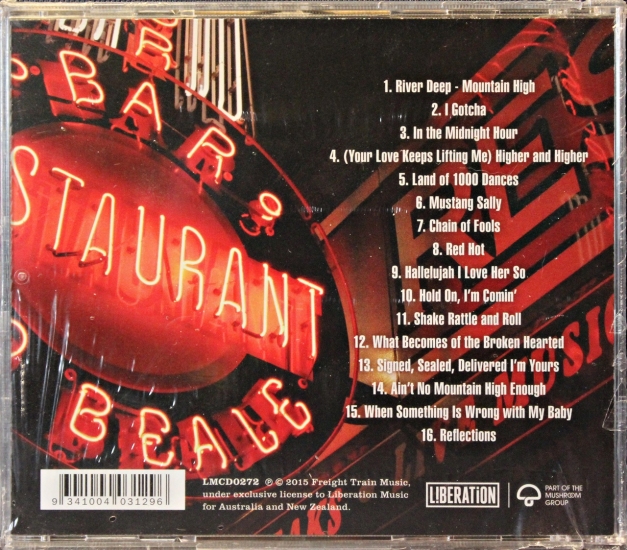 BAR
BAR
STAURANT
BEALE
RES
MUSIC
1. River Deep - Mountain High
2. I Gotcha
3. In the Midnight Hour
4. (Your Love Keeps Lifting Me) Higher and Higher
5. Land of 1000 Dances
6. Mustang Sally
7. Chain of Fools
8. Red Hot
9. Hallelujah I Love Her So
10. Hold On, I'm Comin'
11. Shake Rattle and Roll
12. What Becomes of the Broken Hearted
13. Signed, Sealed, Delivered I'm Yours
14. Ain't No Mountain High Enough
15. When Something Is Wrong with My Baby
16. Reflections
9 341004 031296
LMCD0272 ℗ © 2015 Freight Train Music,
under exclusive license to Liberation Music
for Australia and New Zealand.
L!BERATiON
PART OF THE
MUSHROOM
GROUP